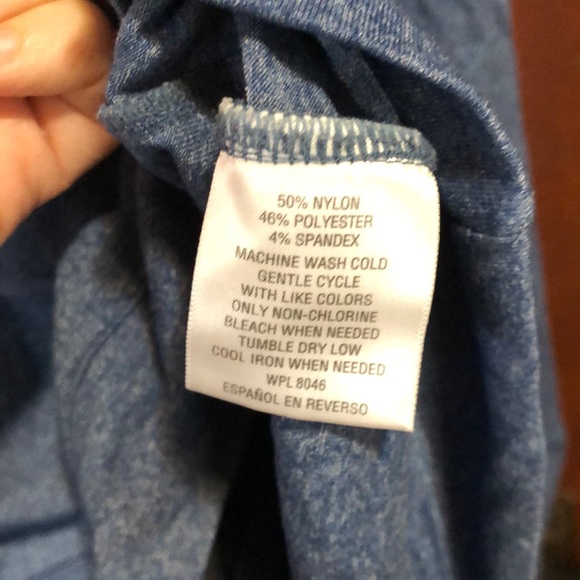 50% NYLON
46% POLYESTER
4% SPANDEX
MACHINE WASH COLD
GENTLE CYCLE
WITH LIKE COLORS
ONLY NON-CHLORINE
BLEACH WHEN NEEDED
TUMBLE DRY LOW
COOL IRON WHEN NEEDED
WPL 8046
ESPAÑOL EN REVERSO